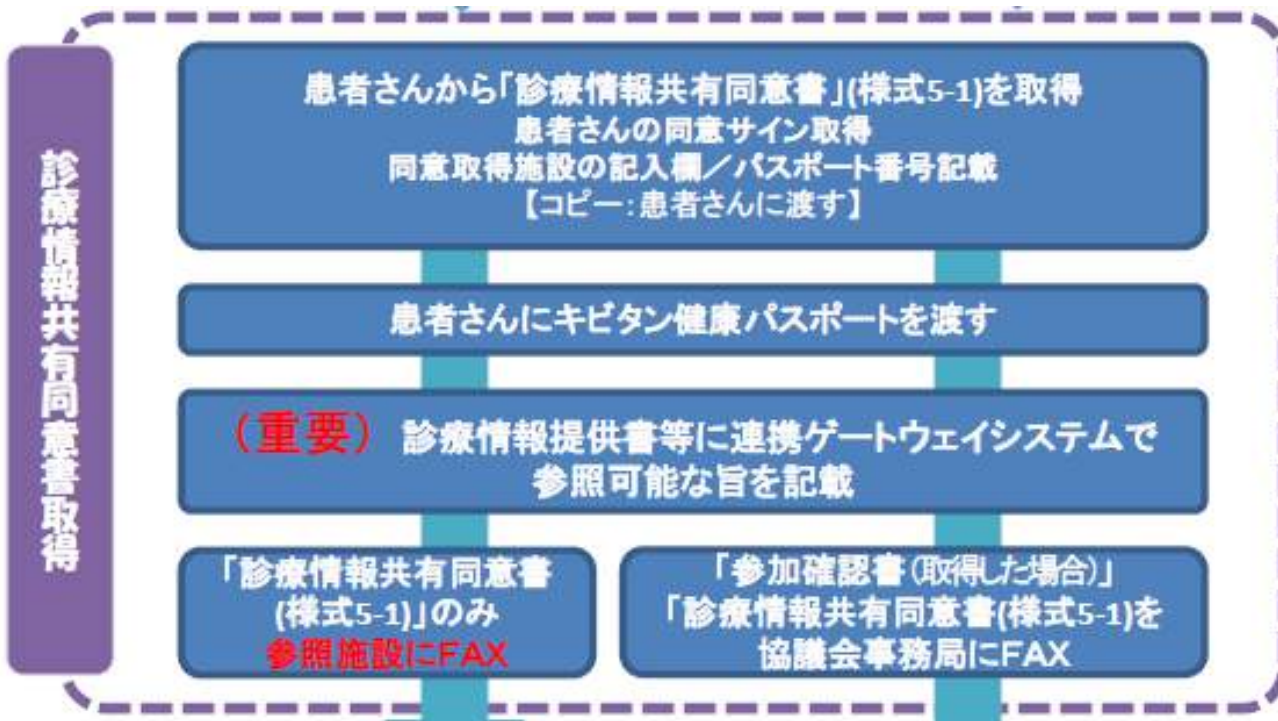 診療情報共有同意書取得
患者さんから「診療情報共有同意書」(様式5-1)を取得
患者さんの同意サイン取得
同意取得施設の記入欄／パスポート番号記載
【コピー：患者さんに渡す】
患者さんにキビタン健康パスポートを渡す
（重要） 診療情報提供書等に連携ゲートウェイシステムで
参照可能な旨を記載
「診療情報共有同意書
(様式5-1)」のみ
参照施設にFAX
「参加確認書(取得した場合)」
「診療情報共有同意書(様式5-1)を
協議会事務局にFAX